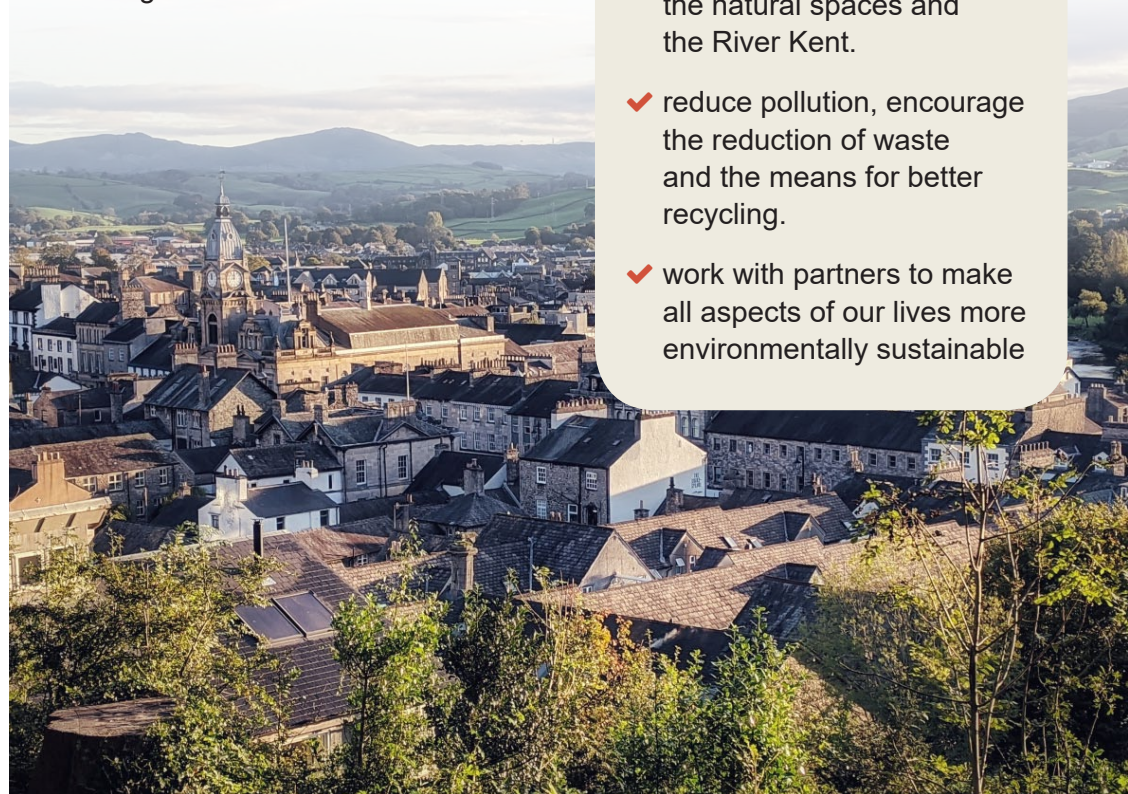 the natural spaces and
the River Kent.
reduce pollution, encourage
the reduction of waste
and the means for better
recycling.
work with partners to make
all aspects of our lives more
environmentally sustainable